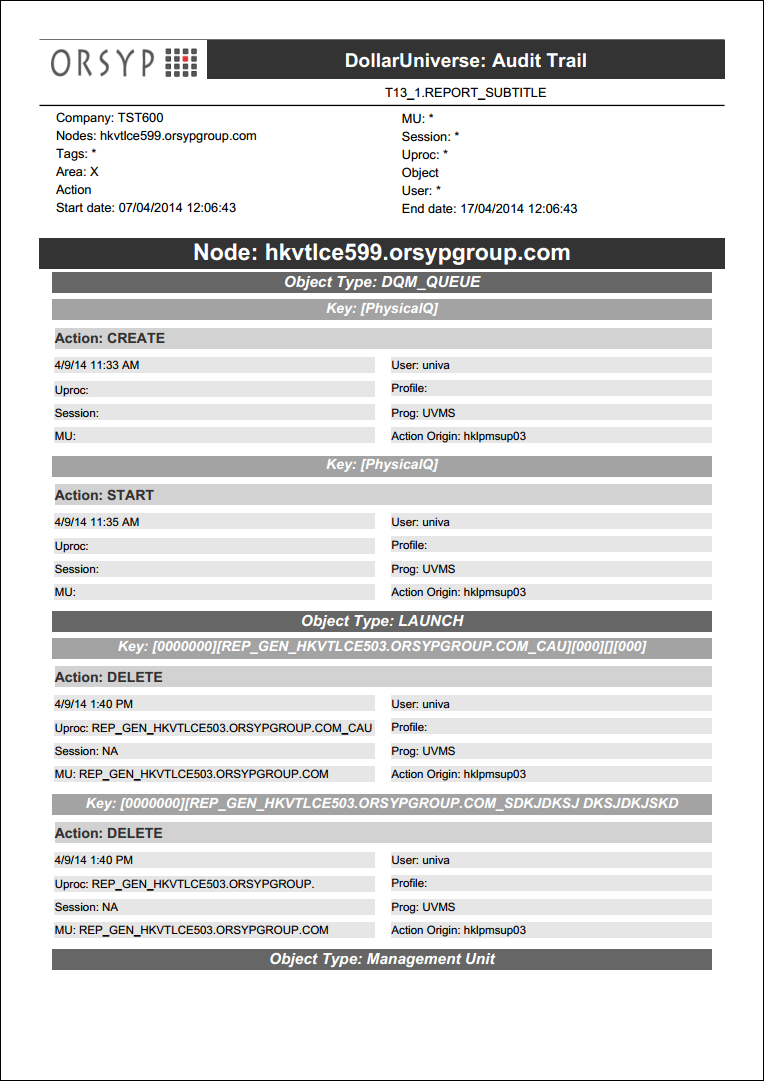 ORSYP
DollarUniverse: Audit Trail
T13_1.REPORT_SUBTITLE
Company: TST600
MU: *
Nodes: hkvtlce599.orsypgroup.com
Session: *
Tags: *
Uproc: *
Area: X
Object
Action
User: *
Start date: 07/04/2014 12:06:43
End date: 17/04/2014 12:06:43
Node: hkvtlce599.orsypgroup.com
Object Type: DQM_QUEUE
Key: [PhysicalQ]
Action: CREATE
4/9/14 11:33 AM
User: univa
Uproc:
Profile:
Session:
Prog: UVMS
MU:
Action Origin: hklpmsup03
Key: [PhysicalQ]
Action: START
4/9/14 11:35 AM
User: univa
Uproc:
Profile:
Session:
Prog: UVMS
MU:
Action Origin: hklpmsup03
Object Type: LAUNCH
Key: [0000000][REP_GEN_HKVTLCE503.ORSYPGROUP.COM_CAU][000][][000]
Action: DELETE
4/9/14 1:40 PM
User: univa
Uproc: REP_GEN_HKVTLCE503.ORSYPGROUP.COM_CAU
Profile:
Session: NA
Prog: UVMS
MU: REP_GEN_HKVTLCE503.ORSYPGROUP.COM
Action Origin: hklpmsup03
Key: [0000000][REP_GEN_HKVTLCE503.ORSYPGROUP.COM_SDKJDKSJ DKSJDKJSKD
Action: DELETE
4/9/14 1:40 PM
User: univa
Uproc: REP_GEN_HKVTLCE503.ORSYPGROUP.
Profile:
Session: NA
Prog: UVMS
MU: REP_GEN_HKVTLCE503.ORSYPGROUP.COM
Action Origin: hklpmsup03
Object Type: Management Unit